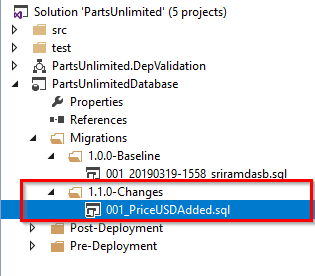 Solution 'PartsUnlimited' (5 projects)
src
test
PartsUnlimited.DepValidation
PartsUnlimitedDatabase
Properties
References
Migrations
1.0.0-Baseline
001_20190319-1558_sriramdasb.sql
1.1.0-Changes
001_PriceUSDAdded.sql
Post-Deployment
Pre-Deployment